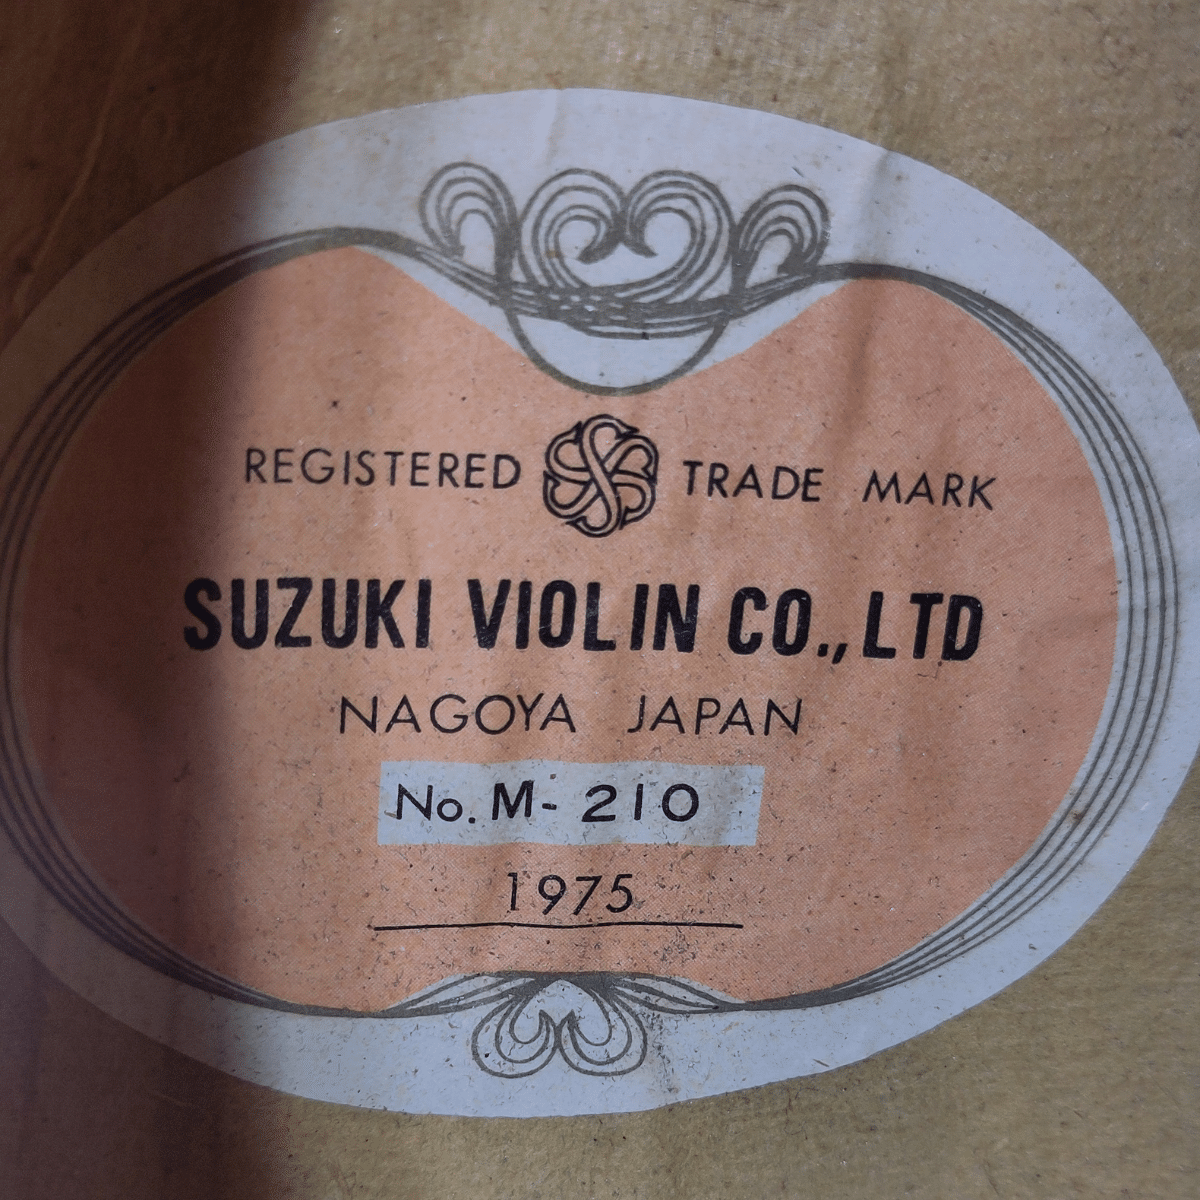 REGISTERED TRADE MARK
SUZUKI VIOLIN CO., LTD
NAGOYA JAPAN
No. M- 210
1975